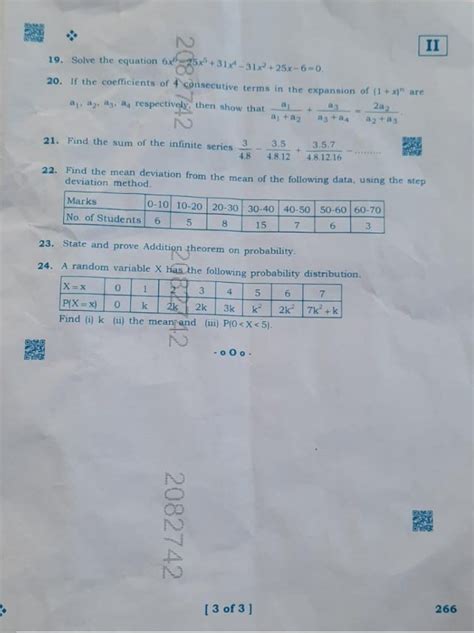 II
19. Solve the equation 6x⁶ – 25x⁵ + 31x⁴ – 31x² + 25x – 6 = 0.
20. If the coefficients of 4 consecutive terms in the expansion of (1 + x)ⁿ are
a₁, a₂, a₃, a₄ respectively, then show that a₁/(a₁ + a₂) + a₃/(a₃ + a₄) = 2a₂/(a₂ + a₃)
21. Find the sum of the infinite series 3/4.8 – 3.5/4.8.12 + 3.5.7/4.8.12.16 – .........
22. Find the mean deviation from the mean of the following data, using the step
deviation method.
Marks 0-10 10-20 20-30 30-40 40-50 50-60 60-70
No. of Students 6 5 8 15 7 6 3
23. State and prove Addition theorem on probability.
24. A random variable X has the following probability distribution.
X = x 0 1 2 3 4 5 6 7
P(X = x) 0 k 2k 2k 3k k² 2k² 7k² + k
Find (i) k (ii) the mean and (iii) P(0 < X < 5).
- o O o -
2082742
2082742
2082742
[ 3 of 3 ]
266